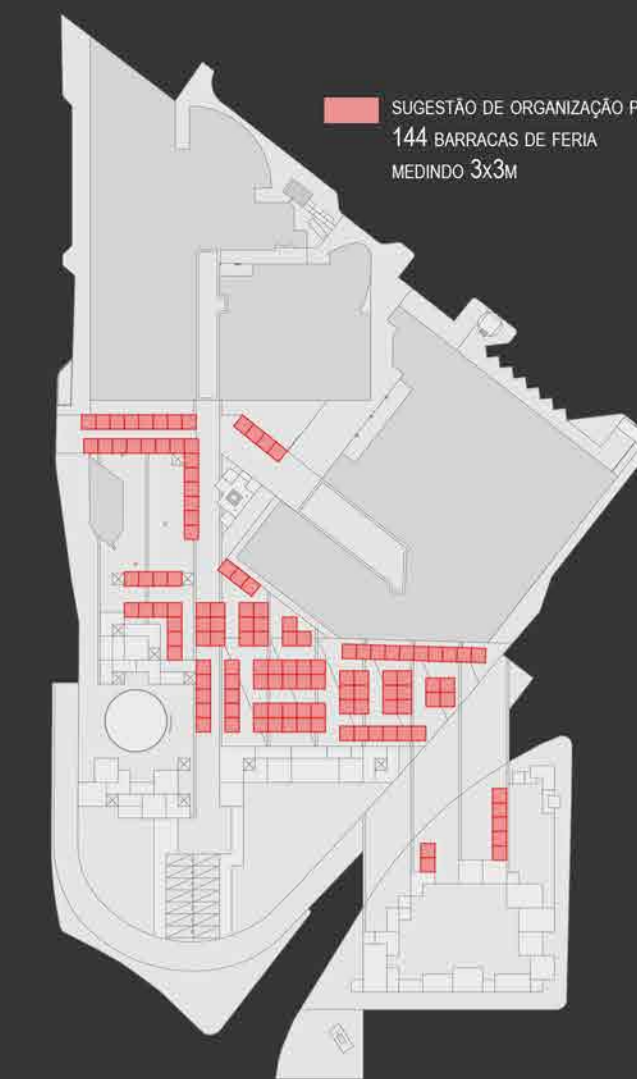 SUGESTÃO DE ORGANIZAÇÃO P
144 BARRACAS DE FERIA
MEDINDO 3X3M